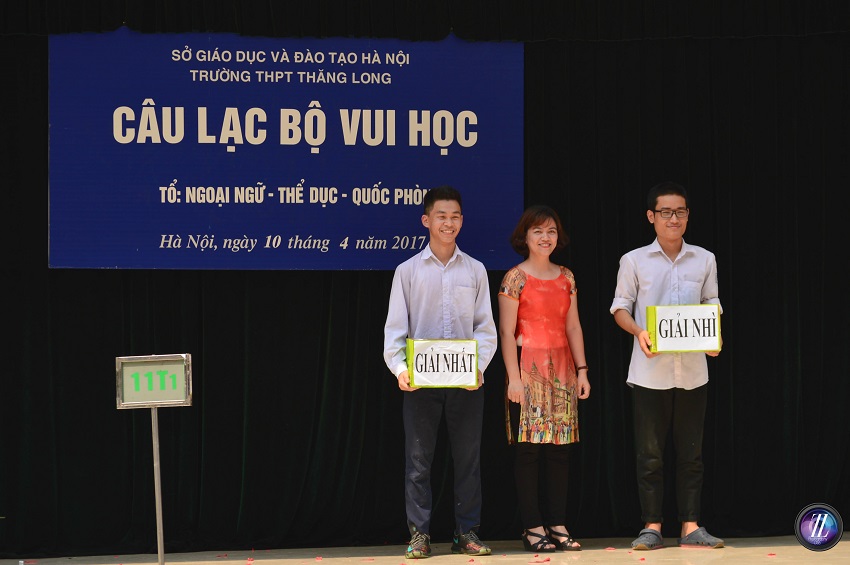 SỞ GIÁO DỤC VÀ ĐÀO TẠO HÀ NỘI
TRƯỜNG THPT THĂNG LONG
CÂU LẠC BỘ VUI HỌC
TỔ: NGOẠI NGỮ - THỂ DỤC - QUỐC PHÒN
Hà Nội, ngày 10 tháng 4 năm 2017
GIẢI NHẤT
GIẢI NHÌ
11T1